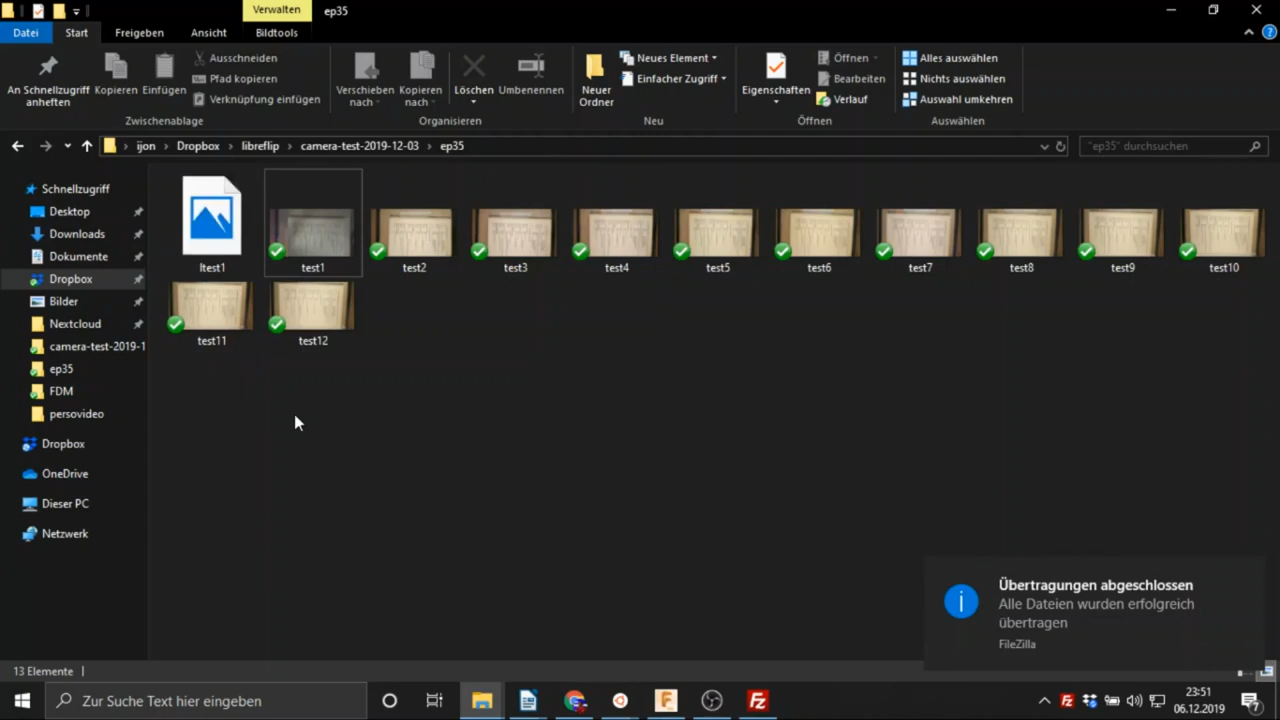 Verwalten
ep35
Datei
Start
Freigeben
Ansicht
Bildtools
An Schnellzugriff
anheften
Kopieren
Einfügen
Ausschneiden
Pfad kopieren
Verknüpfung einfügen
Zwischenablage
Verschieben
nach
Kopieren
nach
Löschen
Umbenennen
Organisieren
Neuer
Ordner
Neues Element
Einfacher Zugriff
Neu
Eigenschaften
Öffnen
Bearbeiten
Verlauf
Öffnen
Alles auswählen
Nichts auswählen
Auswahl umkehren
Auswählen
ijon › Dropbox › libreflip › camera-test-2019-12-03 › ep35
"ep35" durchsuchen
Schnellzugriff
Desktop
Downloads
Dokumente
Dropbox
Bilder
Nextcloud
camera-test-2019-1
ep35
FDM
persovideo
Dropbox
OneDrive
Dieser PC
Netzwerk
ltest1
test1
test2
test3
test4
test5
test6
test7
test8
test9
test10
test11
test12
Übertragungen abgeschlossen
Alle Dateien wurden erfolgreich
übertragen
FileZilla
13 Elemente
Zur Suche Text hier eingeben
23:51
06.12.2019
7